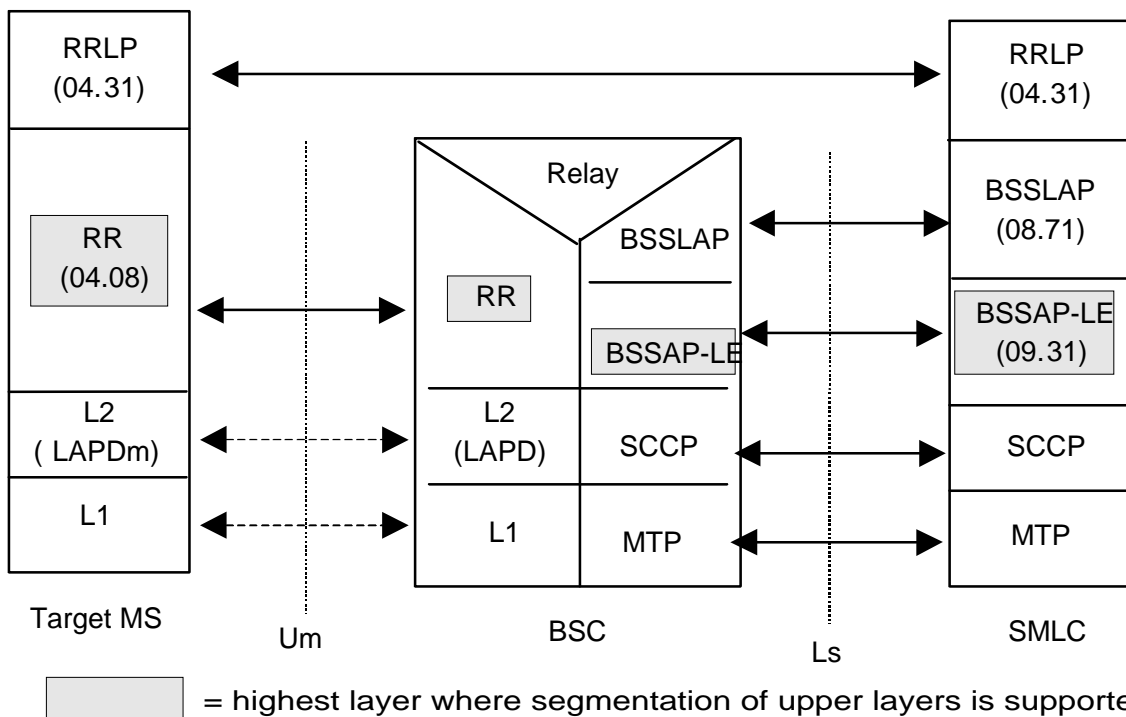 RRLP
(04.31)
RR
(04.08)
L2
( LAPDm)
L1
Target MS
Um
Relay
RR
BSSLAP
BSSAP-LE
L2
(LAPD)
SCCP
L1
MTP
BSC
Ls
RRLP
(04.31)
BSSLAP
(08.71)
BSSAP-LE
(09.31)
SCCP
MTP
SMLC
= highest layer where segmentation of upper layers is supporte